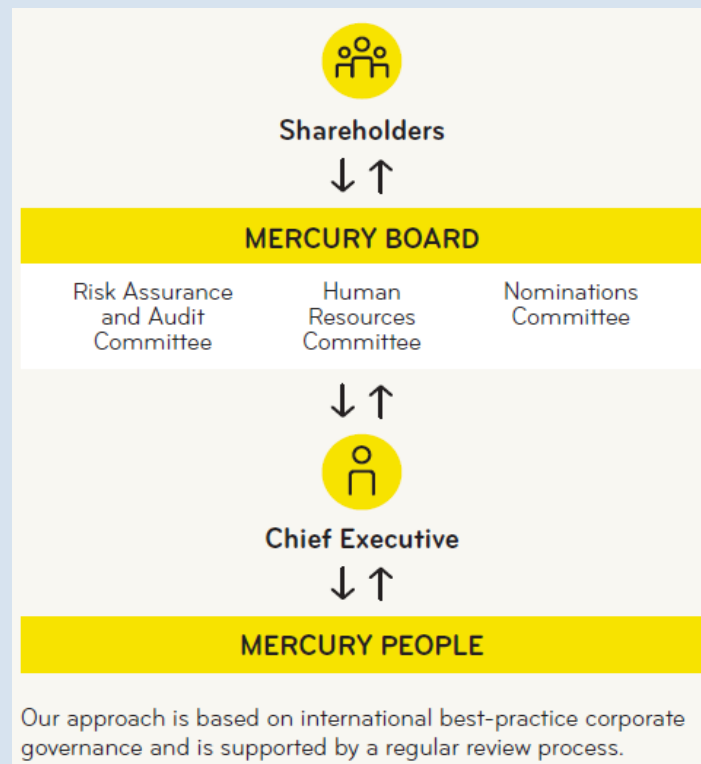 Shareholders
MERCURY BOARD
Risk Assurance
and Audit
Committee
Human
Resources
Committee
Nominations
Committee
Chief Executive
MERCURY PEOPLE
Our approach is based on international best-practice corporate
governance and is supported by a regular review process.